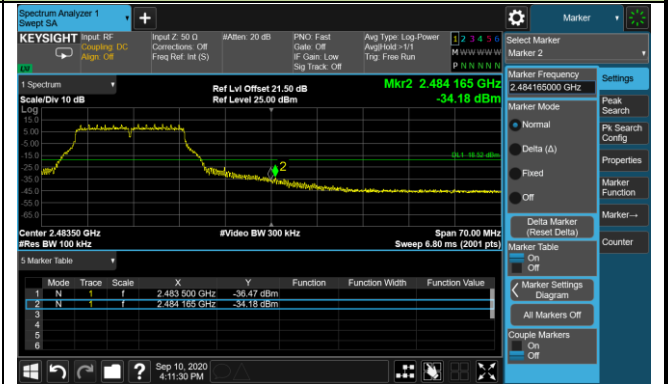 Spectrum Analyzer 1
Swept SA
Marker
KEYSIGHT
Input: RF
Coupling: DC
Align: Off
Input Z: 50 Ω
Corrections: Off
Freq Ref: Int (S)
#Atten: 20 dB
PNO: Fast
Gate: Off
IF Gain: Low
Sig Track: Off
Avg Type: Log-Power
Avg|Hold:>1/1
Trig: Free Run
1 2 3 4 5 6
M W W W W W
P N N N N N
Select Marker
Marker 2
1 Spectrum
Scale/Div 10 dB
Log
Ref Lvl Offset 21.50 dB
Ref Level 25.00 dBm
Mkr2 2.484 165 GHz
-34.18 dBm
15.0
5.00
-5.00
-15.0
-25.0
-35.0
-45.0
-55.0
-65.0
DL1 -16.52 dBm
2
Center 2.48350 GHz
#Res BW 100 kHz
#Video BW 300 kHz
Span 70.00 MHz
Sweep 6.80 ms (2001 pts)
5 Marker Table
Mode Trace Scale X Y Function Function Width Function Value
1 N 1 f 2.483 500 GHz -36.47 dBm
2 N 1 f 2.484 165 GHz -34.18 dBm
3
4
5
6
Sep 10, 2020
4:11:30 PM
Marker Frequency
2.484165000 GHz
Marker Mode
Normal
Delta (Δ)
Fixed
Off
Delta Marker
(Reset Delta)
Marker Table
On
Off
Marker Settings
Diagram
All Markers Off
Couple Markers
On
Off
Settings
Peak
Search
Pk Search
Config
Properties
Marker
Function
Marker→
Counter